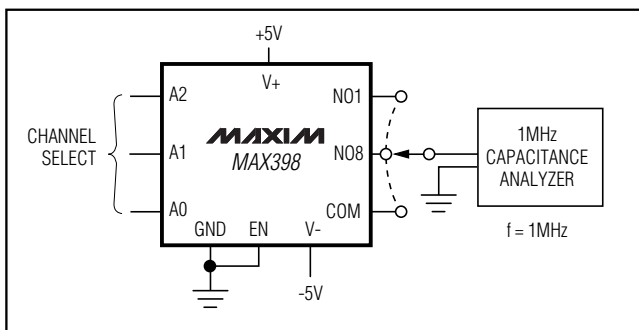 +5V
V+
A2
NO1
CHANNEL
SELECT
A1
MAXIM
MAX398
NO8
1MHz
CAPACITANCE
ANALYZER
A0
COM
GND
EN
V-
f = 1MHz
-5V